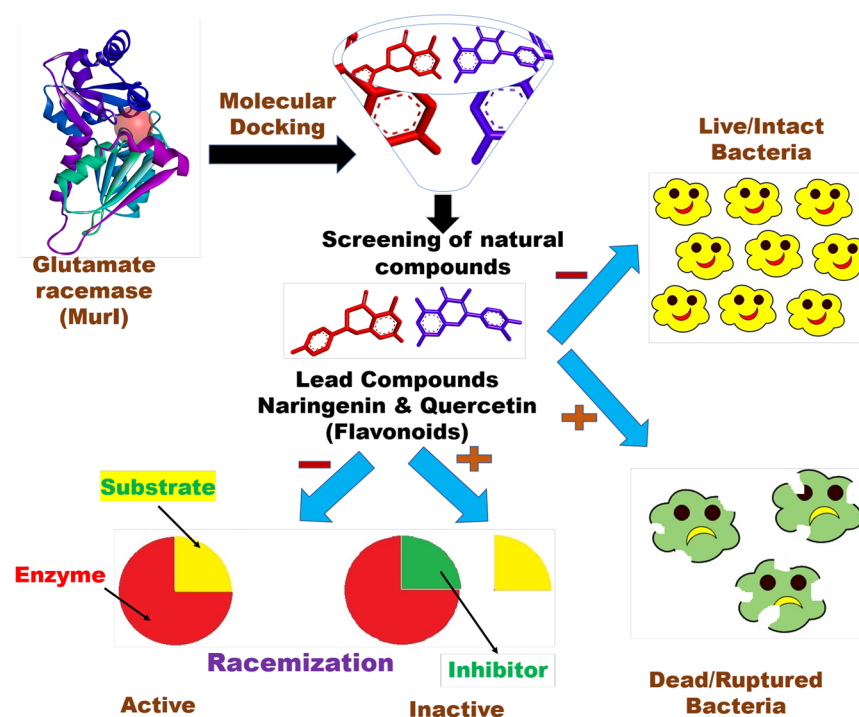 Molecular
Docking
Glutamate
racemase
(MurI)
Screening of natural
compounds
Live/Intact
Bacteria
Lead Compounds
Naringenin & Quercetin
(Flavonoids)
Substrate
Enzyme
Racemization
Inhibitor
Active
Inactive
Dead/Ruptured
Bacteria